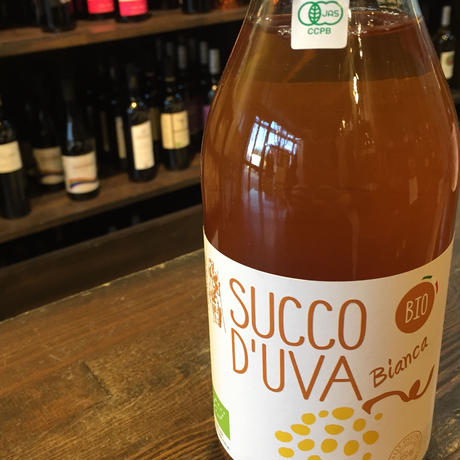 JAS
CCPB
BIO
SUCCO
D'UVA
Bianca